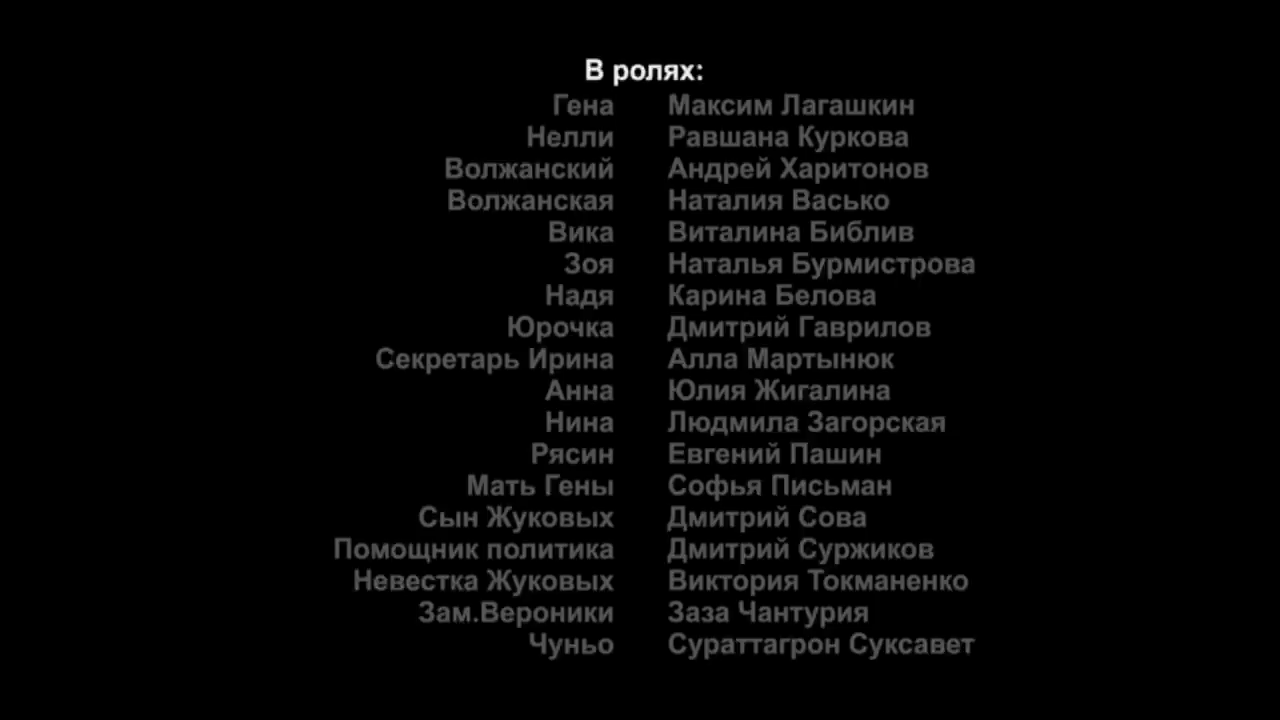 В ролях:
Гена Максим Лагашкин
Нелли Равшана Куркова
Волжанский Андрей Харитонов
Волжанская Наталия Васько
Вика Виталина Библив
Зоя Наталья Бурмистрова
Надя Карина Белова
Юрочка Дмитрий Гаврилов
Секретарь Ирина Алла Мартынюк
Анна Юлия Жигалина
Нина Людмила Загорская
Рясин Евгений Пашин
Мать Гены Софья Письман
Сын Жуковых Дмитрий Сова
Помощник политика Дмитрий Суржиков
Невестка Жуковых Виктория Токманенко
Зам.Вероники Заза Чантурия
Чуньо Сураттагрон Суксавет